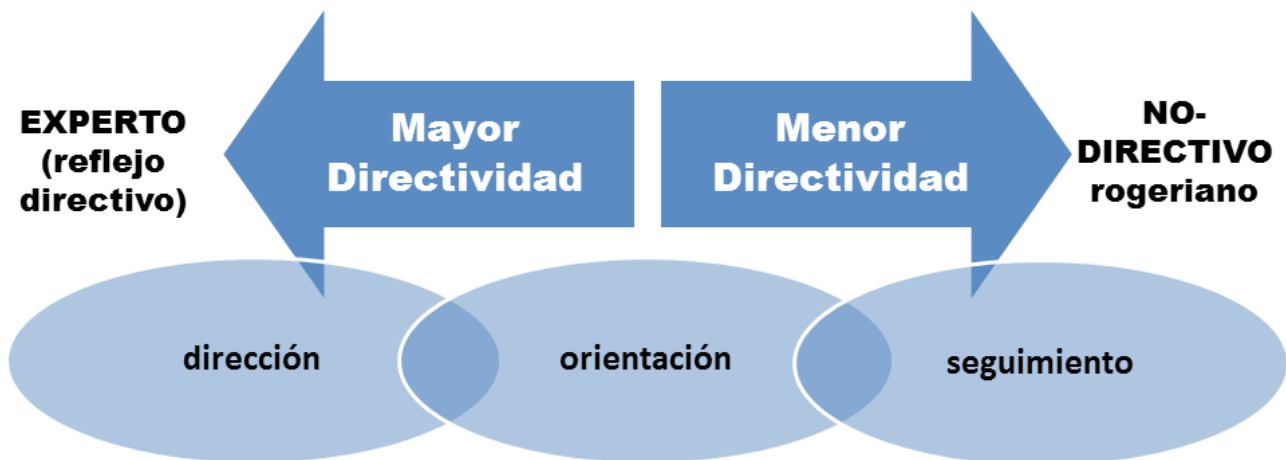 EXPERTO
(reflejo
directivo)
Mayor
Directividad
Menor
Directividad
NO-
DIRECTIVO
rogeriano
dirección
orientación
seguimiento